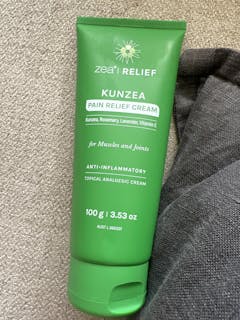 zea® RELIEF
KUNZEA
PAIN RELIEF CREAM
Kunzea, Rosemary, Lavender, Vitamin E
for Muscles and Joints
ANTI-INFLAMMATORY
TOPICAL ANALGESIC CREAM
100 g | 3.53 oz